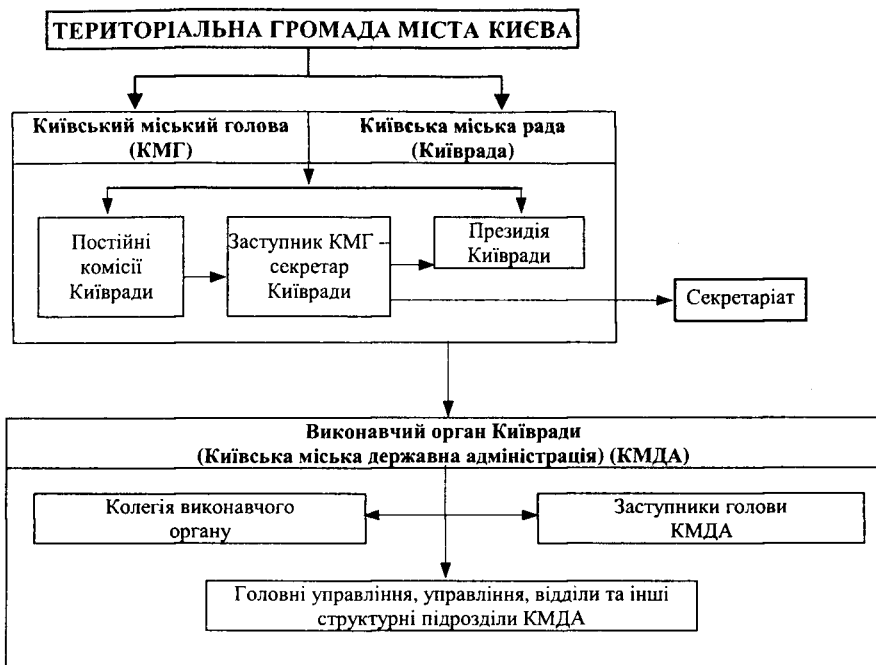 ТЕРИТОРІАЛЬНА ГРОМАДА МІСТА КИЄВА
Київський міський голова
(КМГ)
Київська міська рада
(Київрада)
Постійні
комісії
Київради
Заступник КМГ –
секретар
Київради
Президія
Київради
Секретаріат
Виконавчий орган Київради
(Київська міська державна адміністрація) (КМДА)
Колегія виконавчого
органу
Заступники голови
КМДА
Головні управління, управління, відділи та інші
структурні підрозділи КМДА